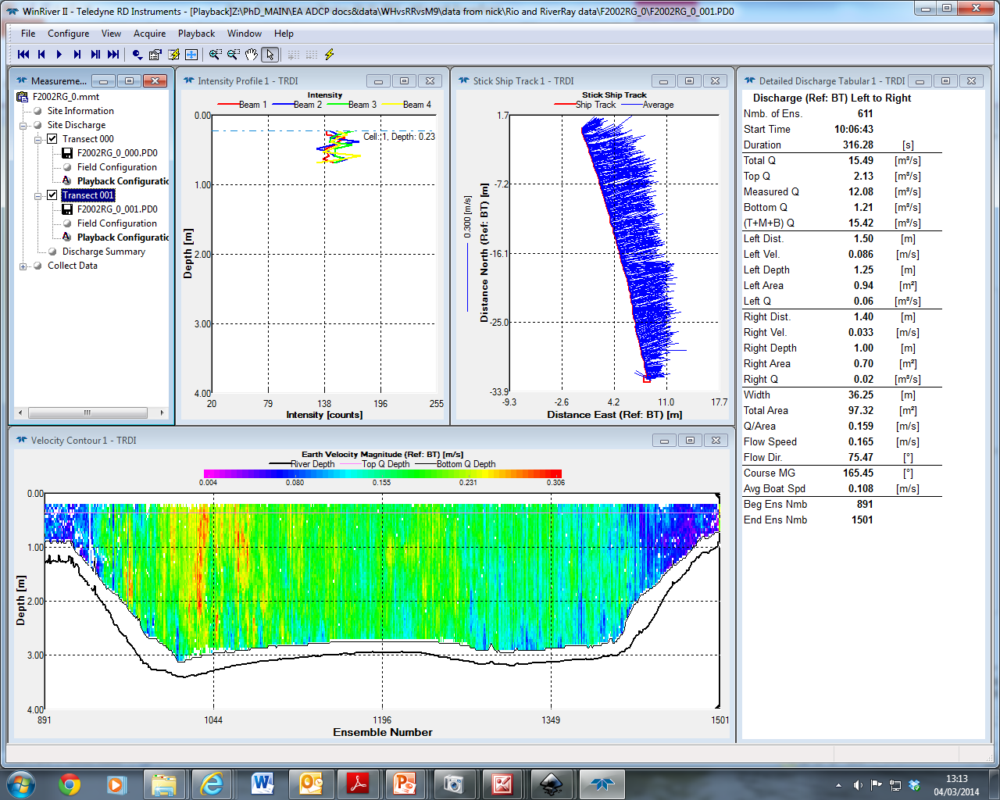 WinRiver II - Teledyne RD Instruments - [Playback]Z:\PhD_MAIN\EA ADCP docs&data\WHvsRRvsM9\data from nick\Rio and RiverRay data\F2002RG_0\F2002RG_0_001.PD0
File Configure View Acquire Playback Window Help
Measureme...
F2002RG_0.mmt
Site Information
Site Discharge
Transect 000
F2002RG_0_000.PD0
Field Configuration
Playback Configuratic
Transect 001
F2002RG_0_001.PD0
Field Configuration
Playback Configuratic
Discharge Summary
Collect Data
Intensity Profile 1 - TRDI
Intensity
Beam 1 Beam 2 Beam 3 Beam 4
Cell: 1, Depth: 0.23
0.00
1.00
2.00
3.00
4.00
Depth [m]
20 79 138 196 255
Intensity [counts]
Stick Ship Track 1 - TRDI
Stick Ship Track
Ship Track Average
1.7
-7.2
-16.1
-25.0
-33.9
0.300 [m/s]
Distance North (Ref: BT) [m]
-9.3 -2.6 4.2 11.0 17.7
Distance East (Ref: BT) [m]
Detailed Discharge Tabular 1 - TRDI
Discharge (Ref: BT) Left to Right
Nmb. of Ens. 611
Start Time 10:06:43
Duration 316.28 [s]
Total Q 15.49 [m³/s]
Top Q 2.13 [m³/s]
Measured Q 12.08 [m³/s]
Bottom Q 1.21 [m³/s]
(T+M+B) Q 15.42 [m³/s]
Left Dist. 1.50 [m]
Left Vel. 0.086 [m/s]
Left Depth 1.25 [m]
Left Area 0.94 [m²]
Left Q 0.06 [m³/s]
Right Dist. 1.40 [m]
Right Vel. 0.033 [m/s]
Right Depth 1.00 [m]
Right Area 0.70 [m²]
Right Q 0.02 [m³/s]
Width 36.25 [m]
Total Area 97.32 [m²]
Q/Area 0.159 [m/s]
Flow Speed 0.165 [m/s]
Flow Dir. 75.47 [°]
Course MG 165.45 [°]
Avg Boat Spd 0.108 [m/s]
Beg Ens Nmb 891
End Ens Nmb 1501
Velocity Contour 1 - TRDI
Earth Velocity Magnitude (Ref: BT) [m/s]
River Depth Top Q Depth Bottom Q Depth
0.004 0.080 0.155 0.231 0.306
0.00
1.00
2.00
3.00
4.00
Depth [m]
891 1044 1196 1349 1501
Ensemble Number
13:13
04/03/2014